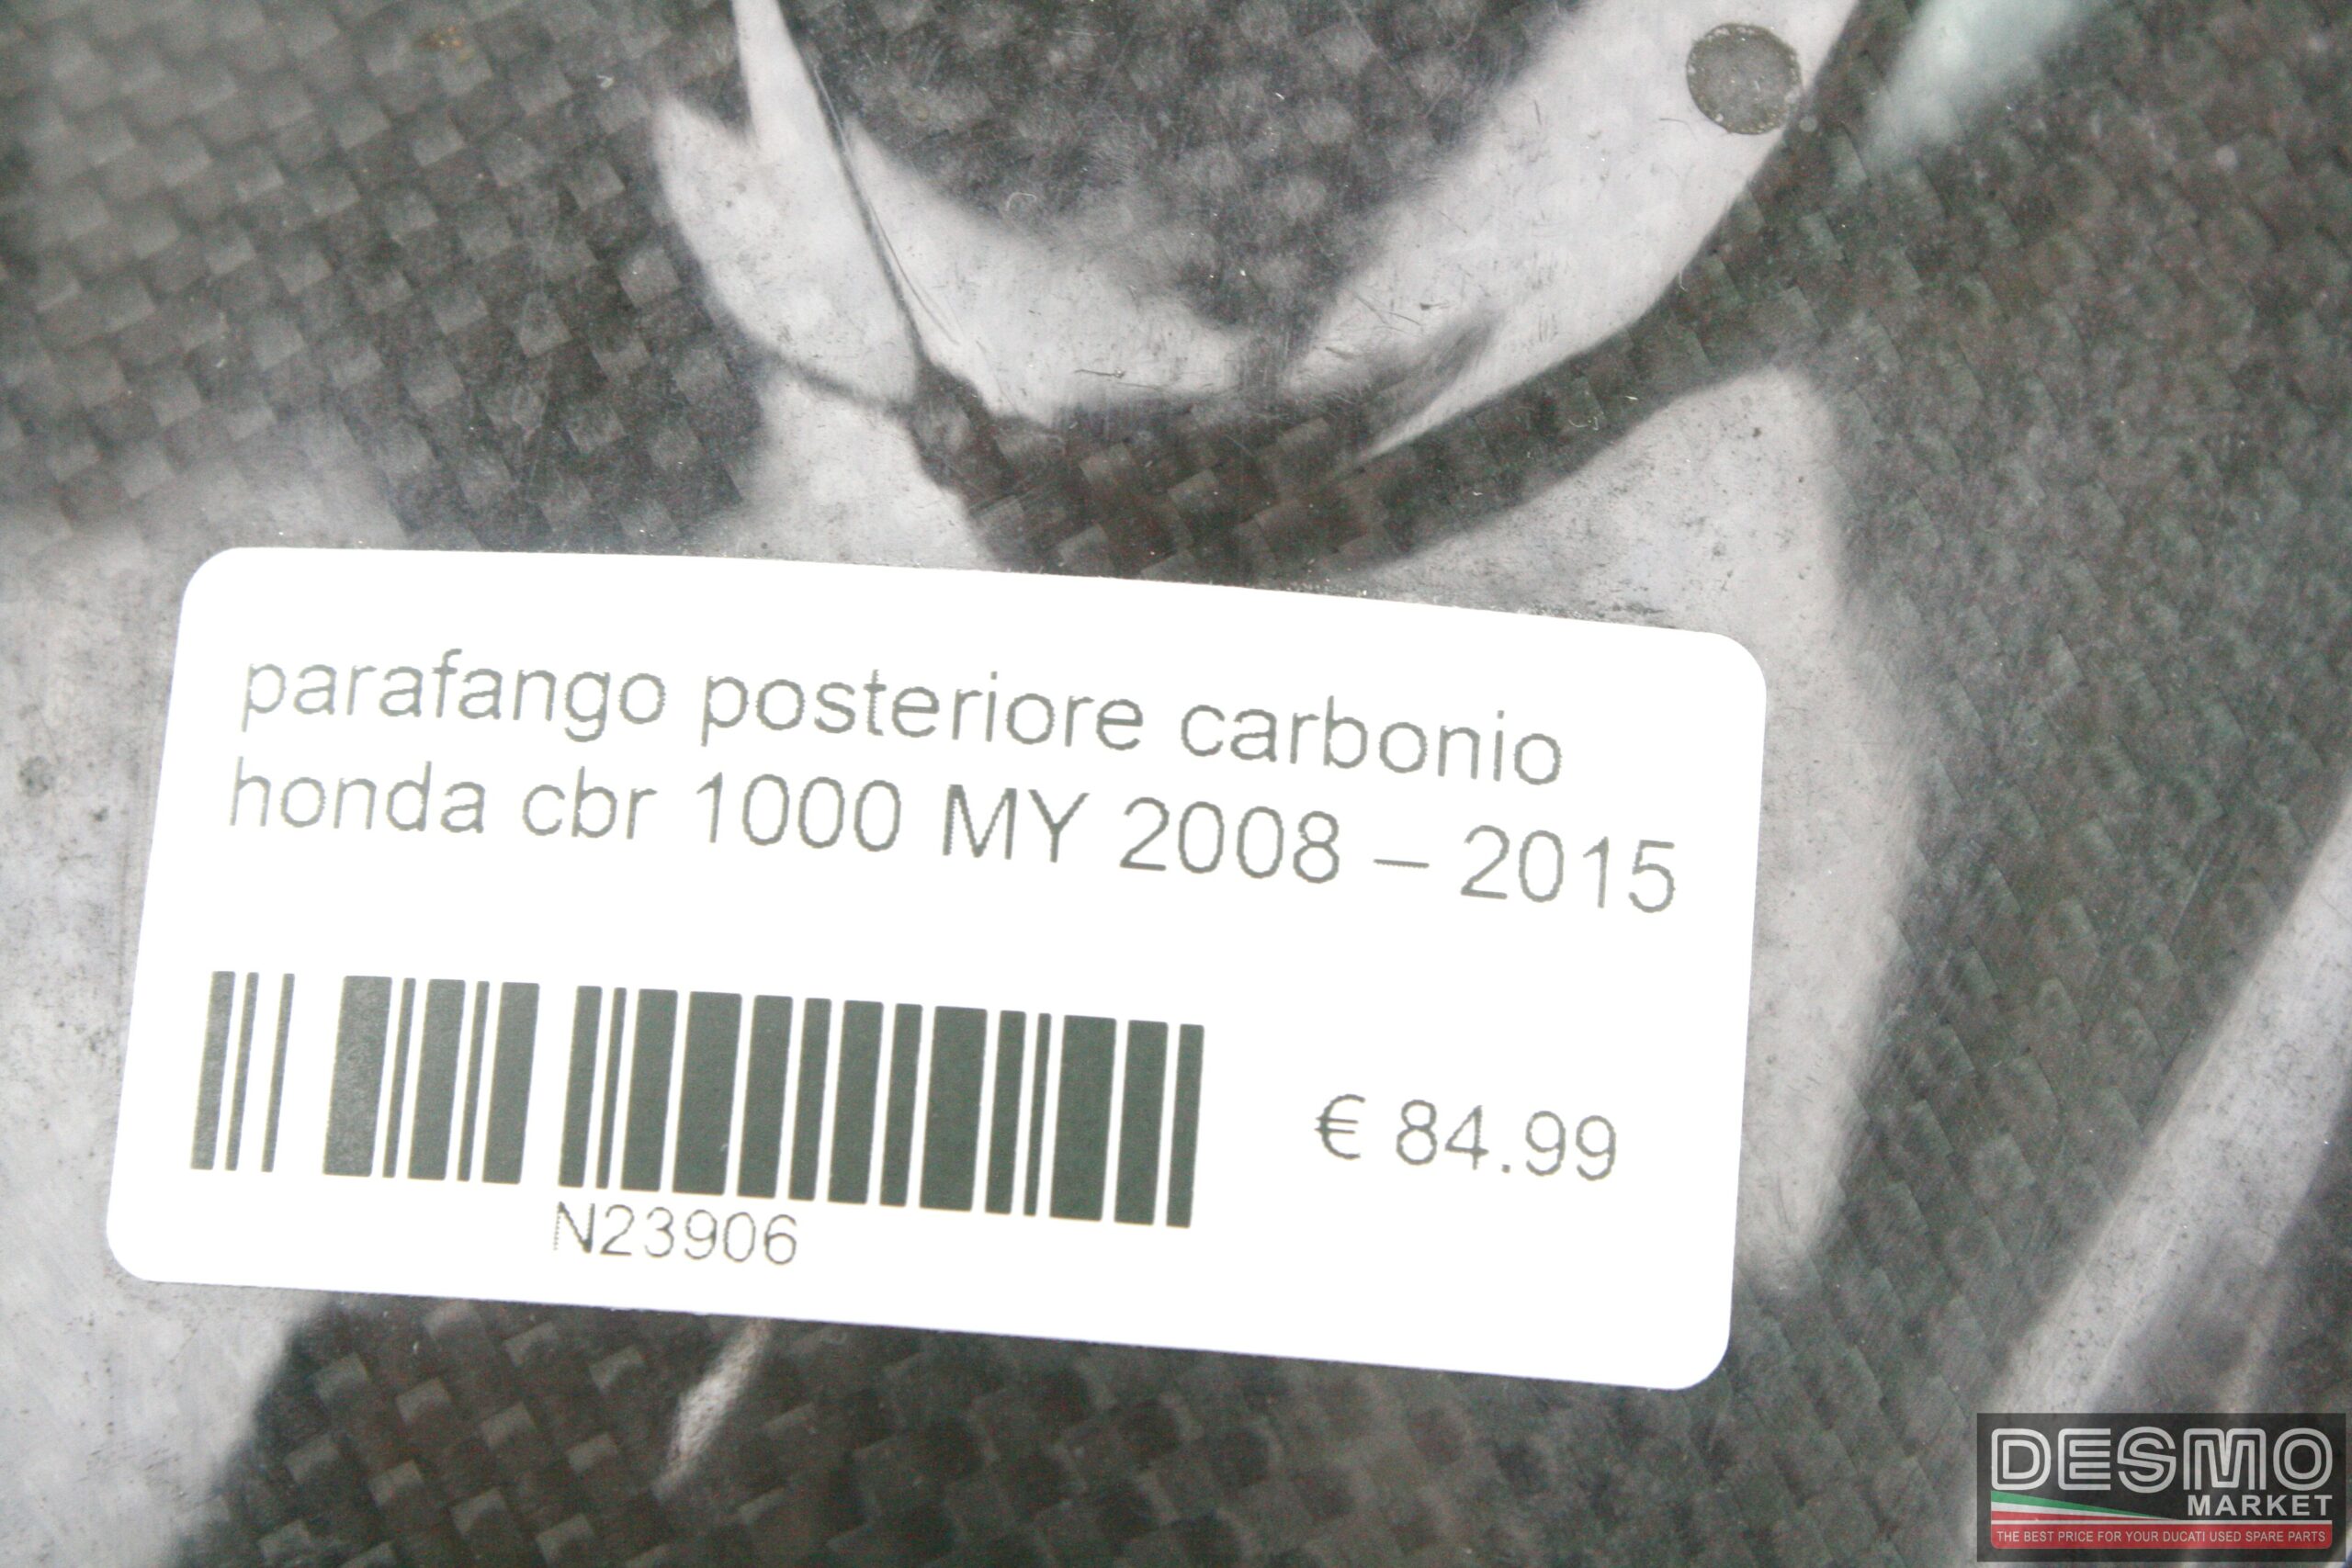 parafango posteriore carbonio
honda cbr 1000 MY 2008 – 2015
€ 84.99
N23906
DESMO
MARKET
THE BEST PRICE FOR YOUR DUCATI USED SPARE PARTS